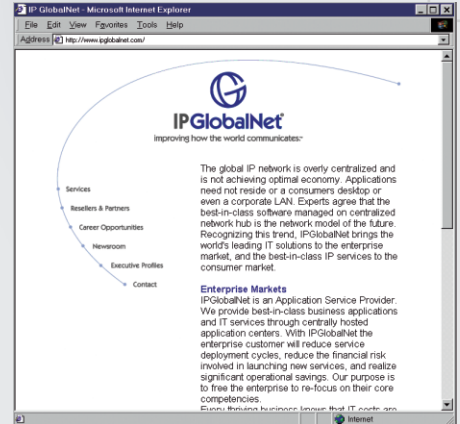 IP GlobalNet - Microsoft Internet Explorer
File Edit View Favorites Tools Help
Address http://www.ipglobalnet.com/
IPGlobalNet
improving how the world communicates.
The global IP network is overly centralized and
is not achieving optimal economy. Applications
need not reside or a consumers desktop or
even a corporate LAN. Experts agree that the
best-in-class software managed on centralized
network hub is the network model of the future.
Recognizing this trend, IPGlobalNet brings the
world's leading IT solutions to the enterprise
market, and the best-in-class IP services to the
consumer market.
Services
Resellers & Partners
Career Opportunities
Newsroom
Executive Profiles
Contact
Enterprise Markets
IPGlobalNet is an Application Service Provider.
We provide best-in-class business applications
and IT services through centrally hosted
application centers. With IPGlobalNet the
enterprise customer will reduce service
deployment cycles, reduce the financial risk
involved in launching new services, and realize
significant operational savings. Our purpose is
to free the enterprise to re-focus on their core
competencies.
Every thriving business knows that IT costs are
Internet